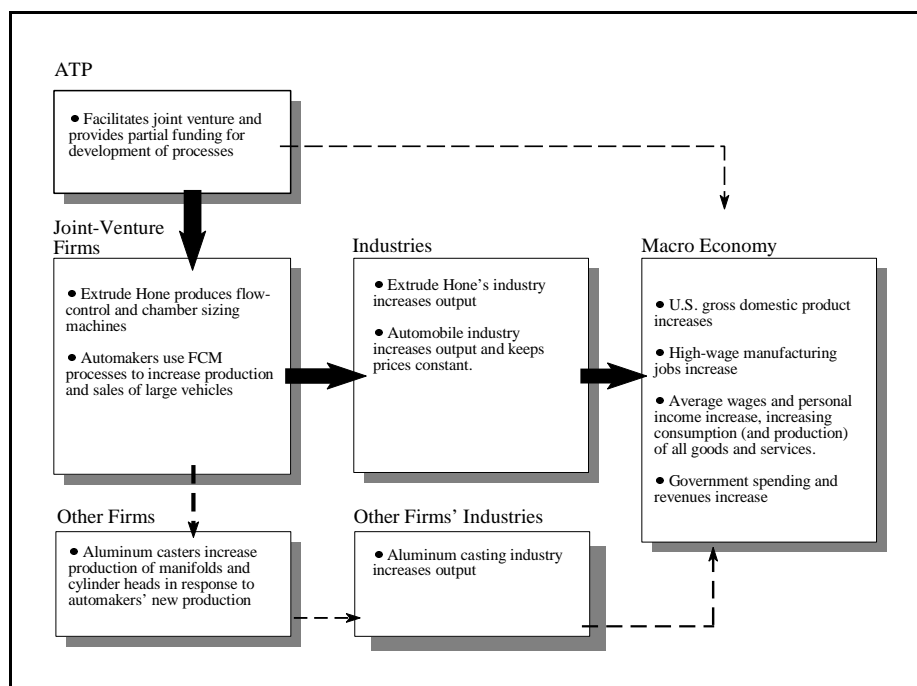 ATP
● Facilitates joint venture and
provides partial funding for
development of processes
Joint-Venture
Firms
● Extrude Hone produces flow-
control and chamber sizing
machines
● Automakers use FCM
processes to increase production
and sales of large vehicles
Industries
● Extrude Hone's industry
increases output
● Automobile industry
increases output and keeps
prices constant.
Macro Economy
● U.S. gross domestic product
increases
● High-wage manufacturing
jobs increase
● Average wages and personal
income increase, increasing
consumption (and production)
of all goods and services.
● Government spending and
revenues increase
Other Firms
● Aluminum casters increase
production of manifolds and
cylinder heads in response to
automakers' new production
Other Firms' Industries
● Aluminum casting industry
increases output